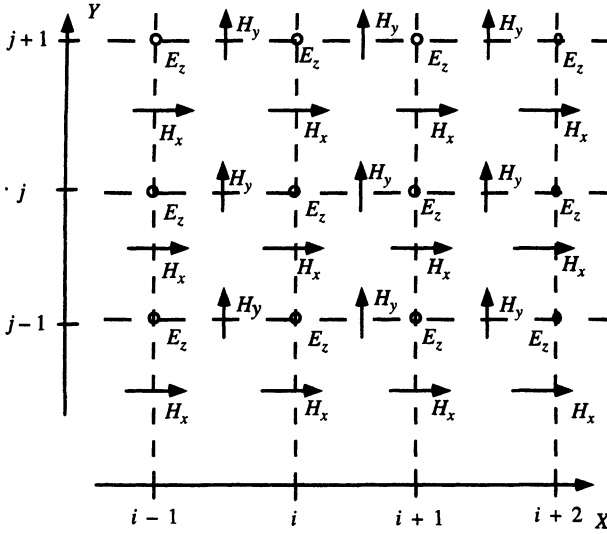 Y
j+1 H_y H_y H_y
E_z E_z E_z E_z
H_x H_x H_x H_x
· j H_y H_y H_y
E_z E_z E_z E_z
H_x H_x H_x H_x
j−1 H_y H_y H_y
E_z E_z E_z E_z
H_x H_x H_x H_x
i − 1 i i + 1 i + 2 X